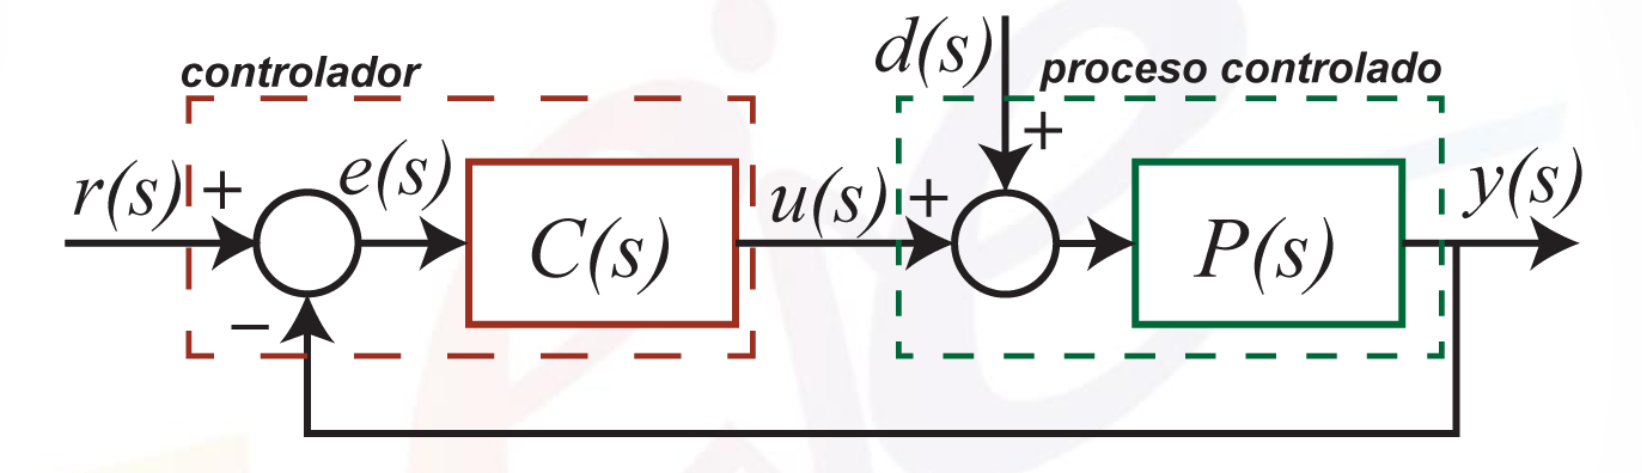 controlador
d(s)
proceso controlado
r(s)
+
e(s)
C(s)
u(s)
+
+
P(s)
y(s)
−